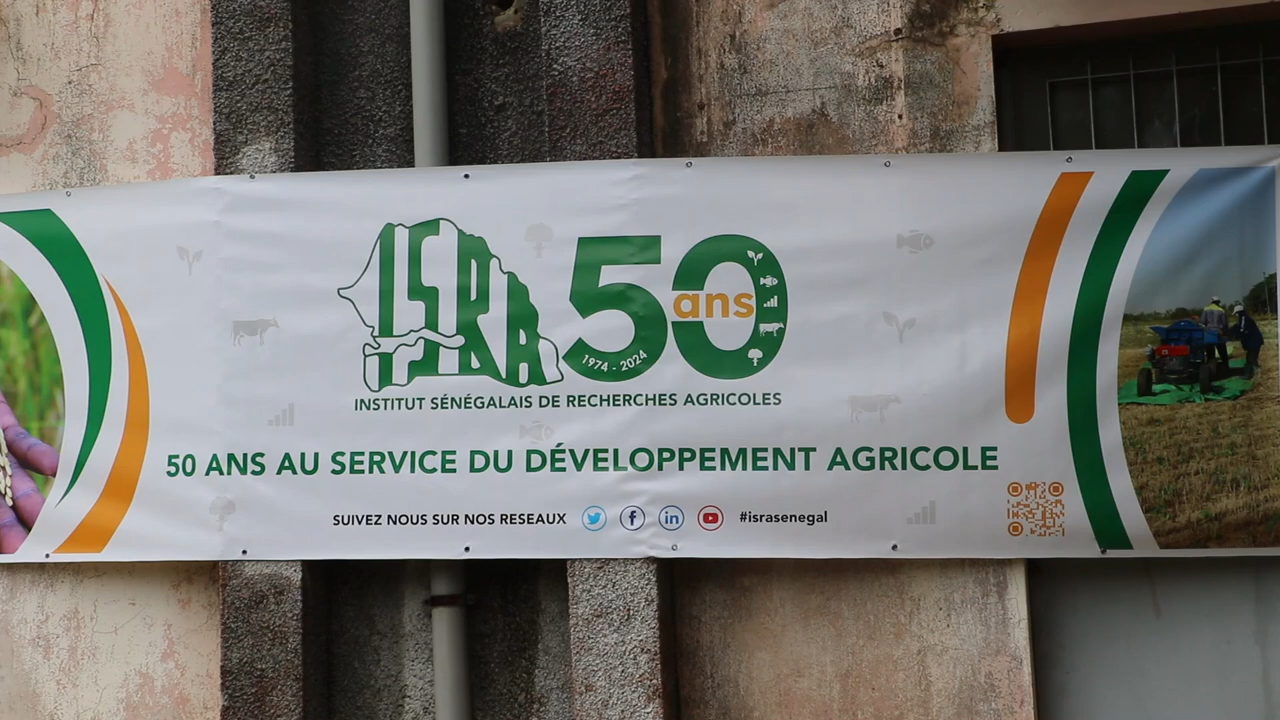 ISRA 50 ans
1974 - 2024
INSTITUT SÉNÉGALAIS DE RECHERCHES AGRICOLES
50 ANS AU SERVICE DU DÉVELOPPEMENT AGRICOLE
SUIVEZ NOUS SUR NOS RESEAUX #israsenegal